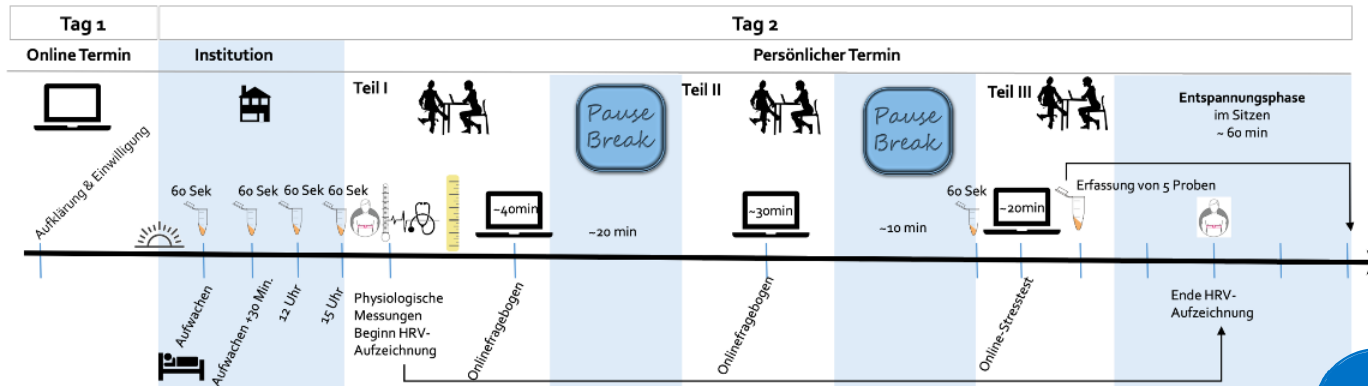 Tag 1
Tag 2
Online Termin
Institution
Persönlicher Termin
Teil I
Pause
Break
Teil II
Pause
Break
Teil III
Entspannungsphase
im Sitzen
~ 60 min
Aufklärung & Einwilligung
60 Sek
60 Sek
60 Sek
60 Sek
~40min
~20 min
~30min
~10 min
60 Sek
~20min
Erfassung von 5 Proben
Aufwachen
Aufwachen +30 Min.
12 Uhr
15 Uhr
Physiologische
Messungen
Beginn HRV-
Aufzeichnung
Onlinefragebogen
Onlinefragebogen
Online-Stresstest
Ende HRV-
Aufzeichnung